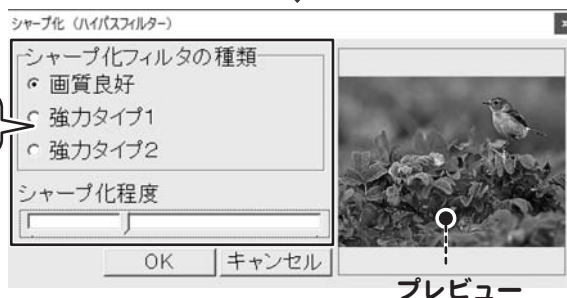 シャープ化（ハイパスフィルター）
シャープ化フィルタの種類
画質良好
強力タイプ1
強力タイプ2
シャープ化程度
OK
キャンセル
プレビュー